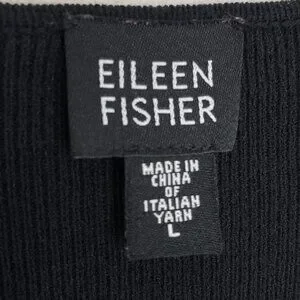 EILEEN
FISHER
MADE IN
CHINA
OF
ITALIAN
YARN
L